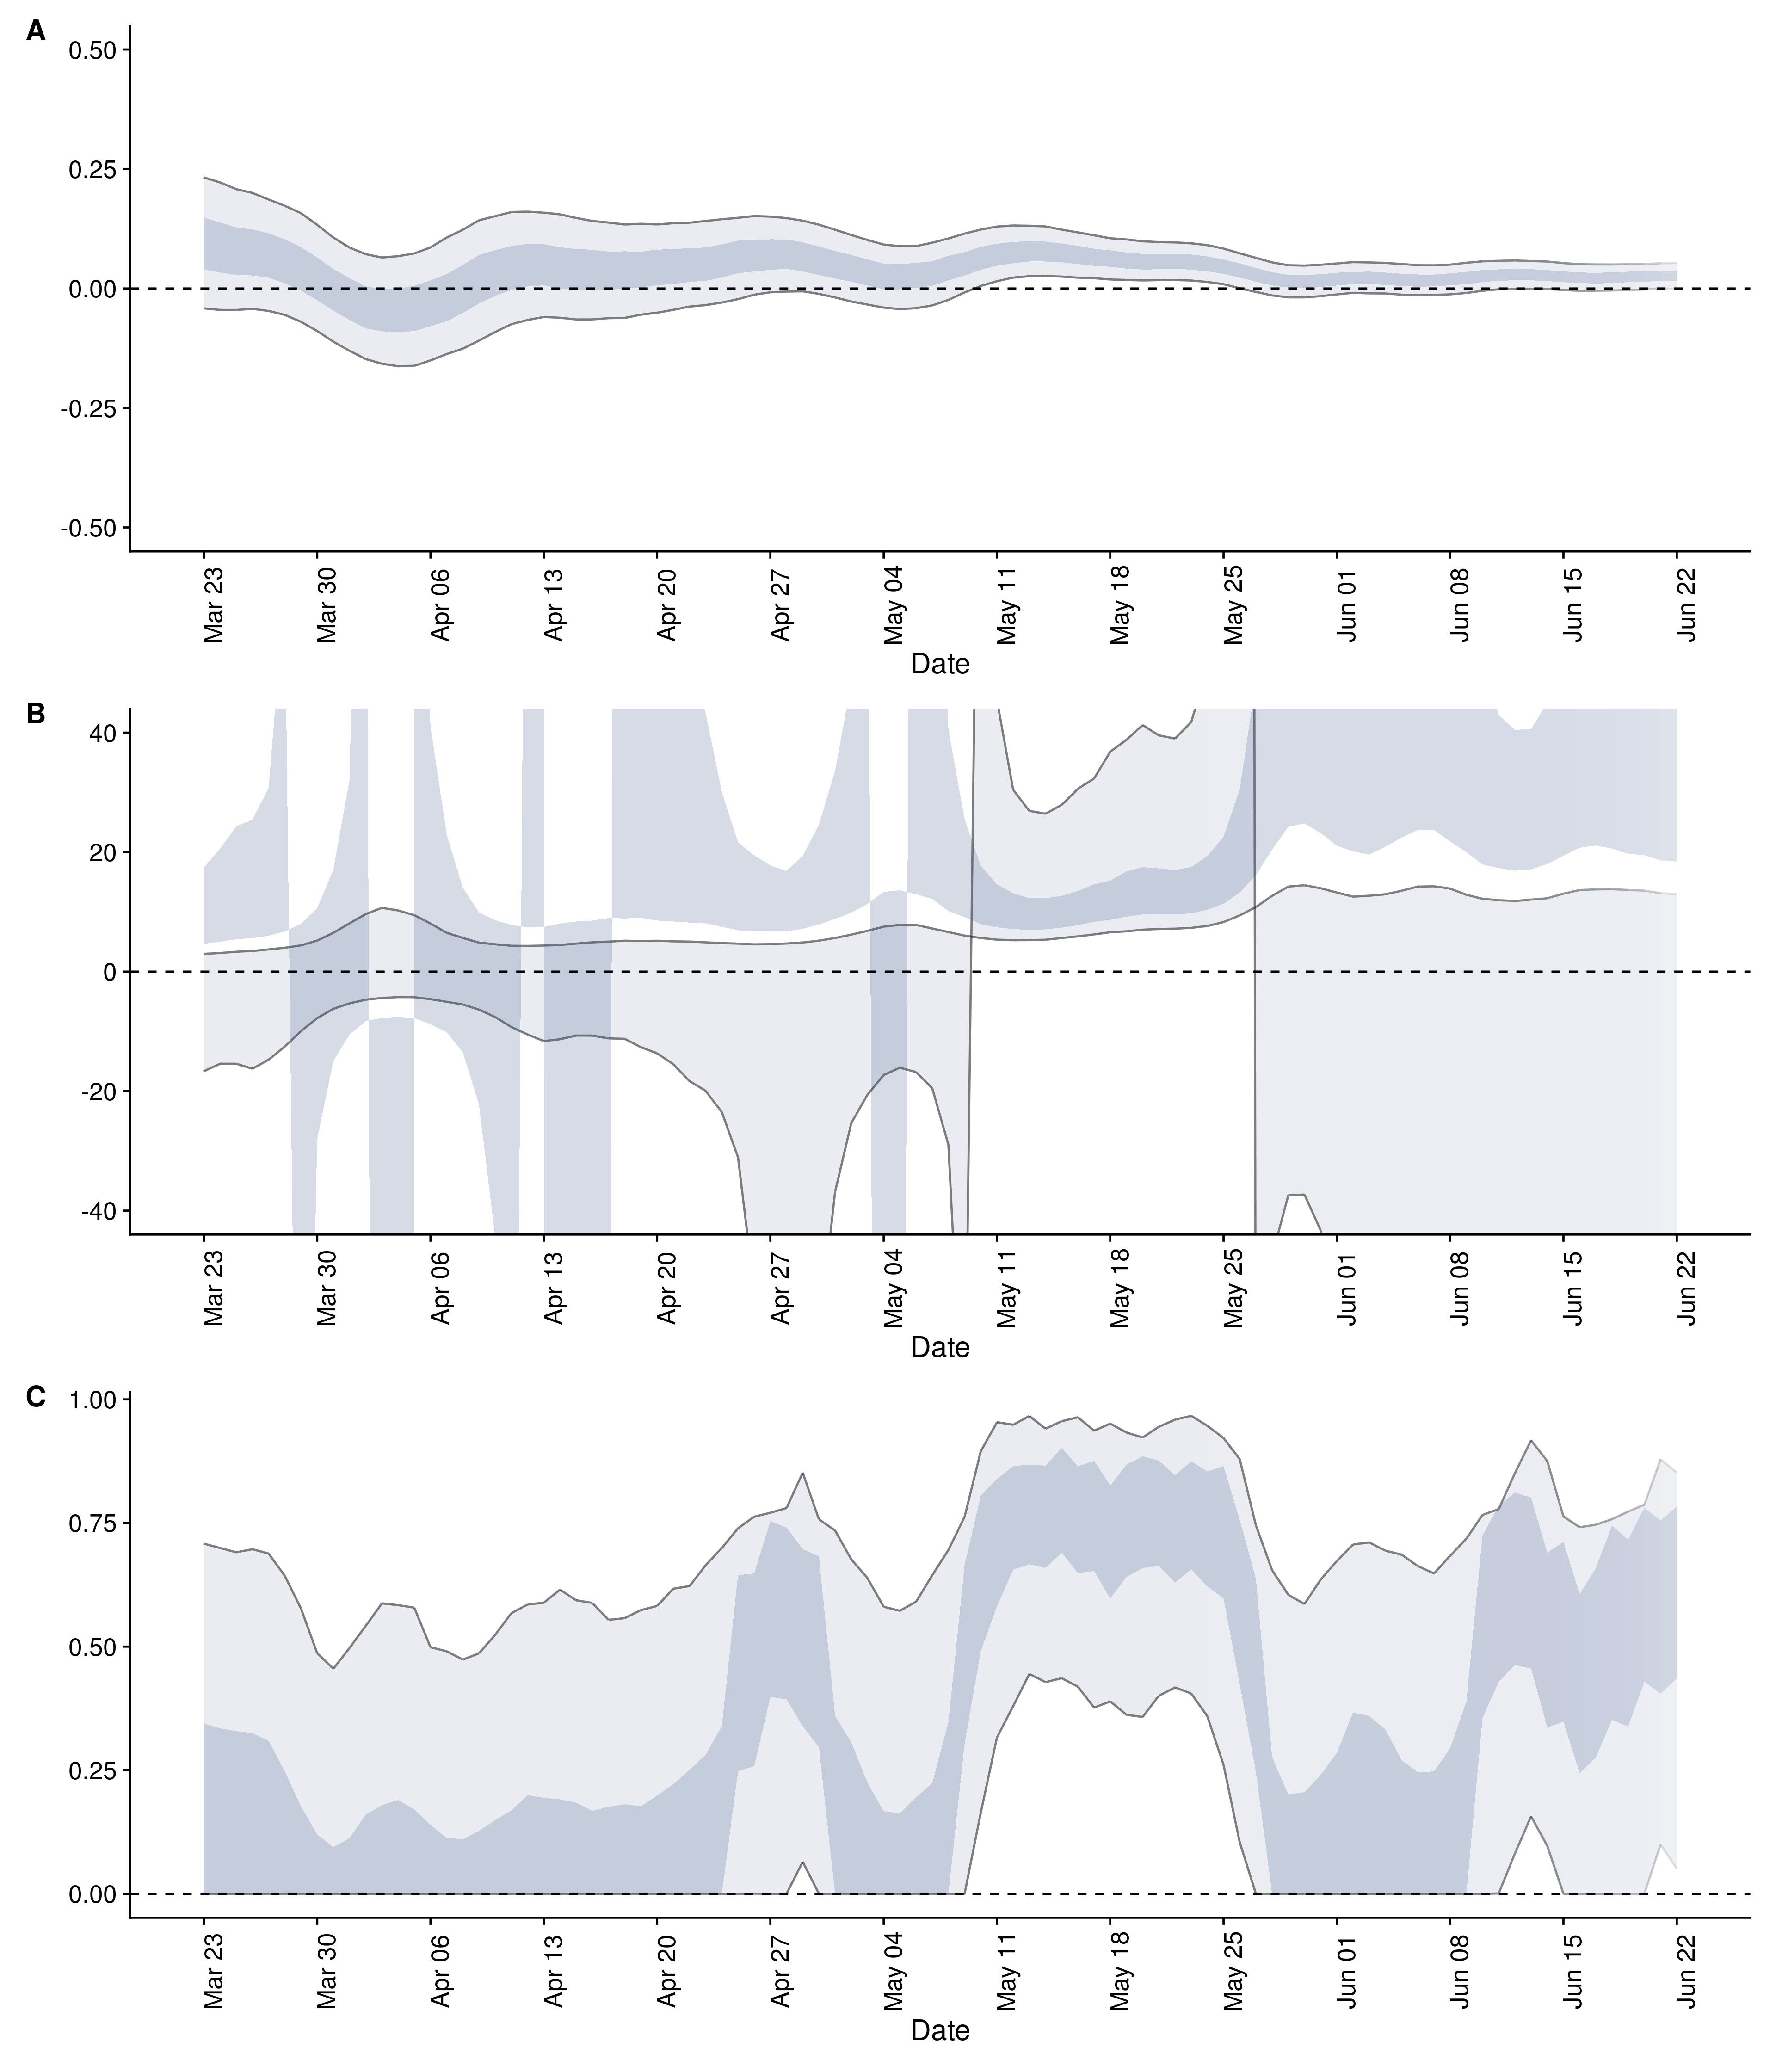 A
0.50
0.25
0.00
-0.25
-0.50
Mar 23
Mar 30
Apr 06
Apr 13
Apr 20
Apr 27
May 04
May 11
May 18
May 25
Jun 01
Jun 08
Jun 15
Jun 22
Date
B
40
20
0
-20
-40
Mar 23
Mar 30
Apr 06
Apr 13
Apr 20
Apr 27
May 04
May 11
May 18
May 25
Jun 01
Jun 08
Jun 15
Jun 22
Date
C
1.00
0.75
0.50
0.25
0.00
Mar 23
Mar 30
Apr 06
Apr 13
Apr 20
Apr 27
May 04
May 11
May 18
May 25
Jun 01
Jun 08
Jun 15
Jun 22
Date